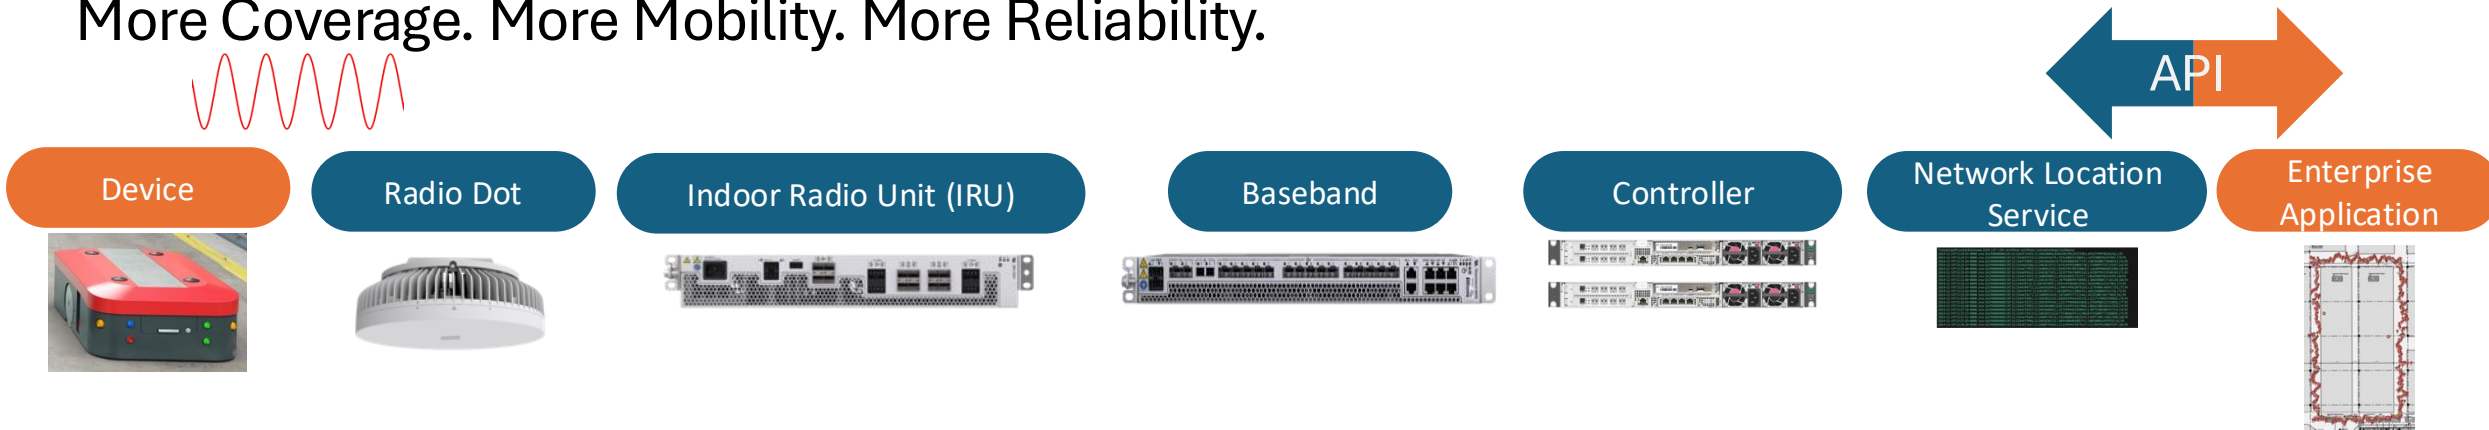 More Coverage. More Mobility. More Reliability.
API
Device
Radio Dot
Indoor Radio Unit (IRU)
Baseband
Controller
Network Location
Service
Enterprise
Application